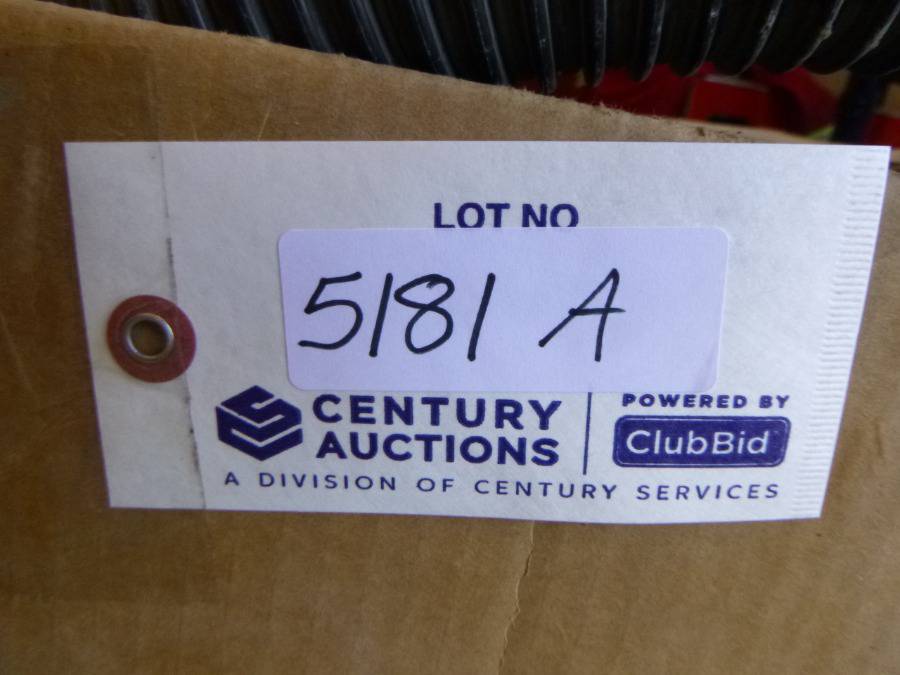 LOT NO
5181 A
CENTURY
AUCTIONS
POWERED BY
ClubBid
A DIVISION OF CENTURY SERVICES